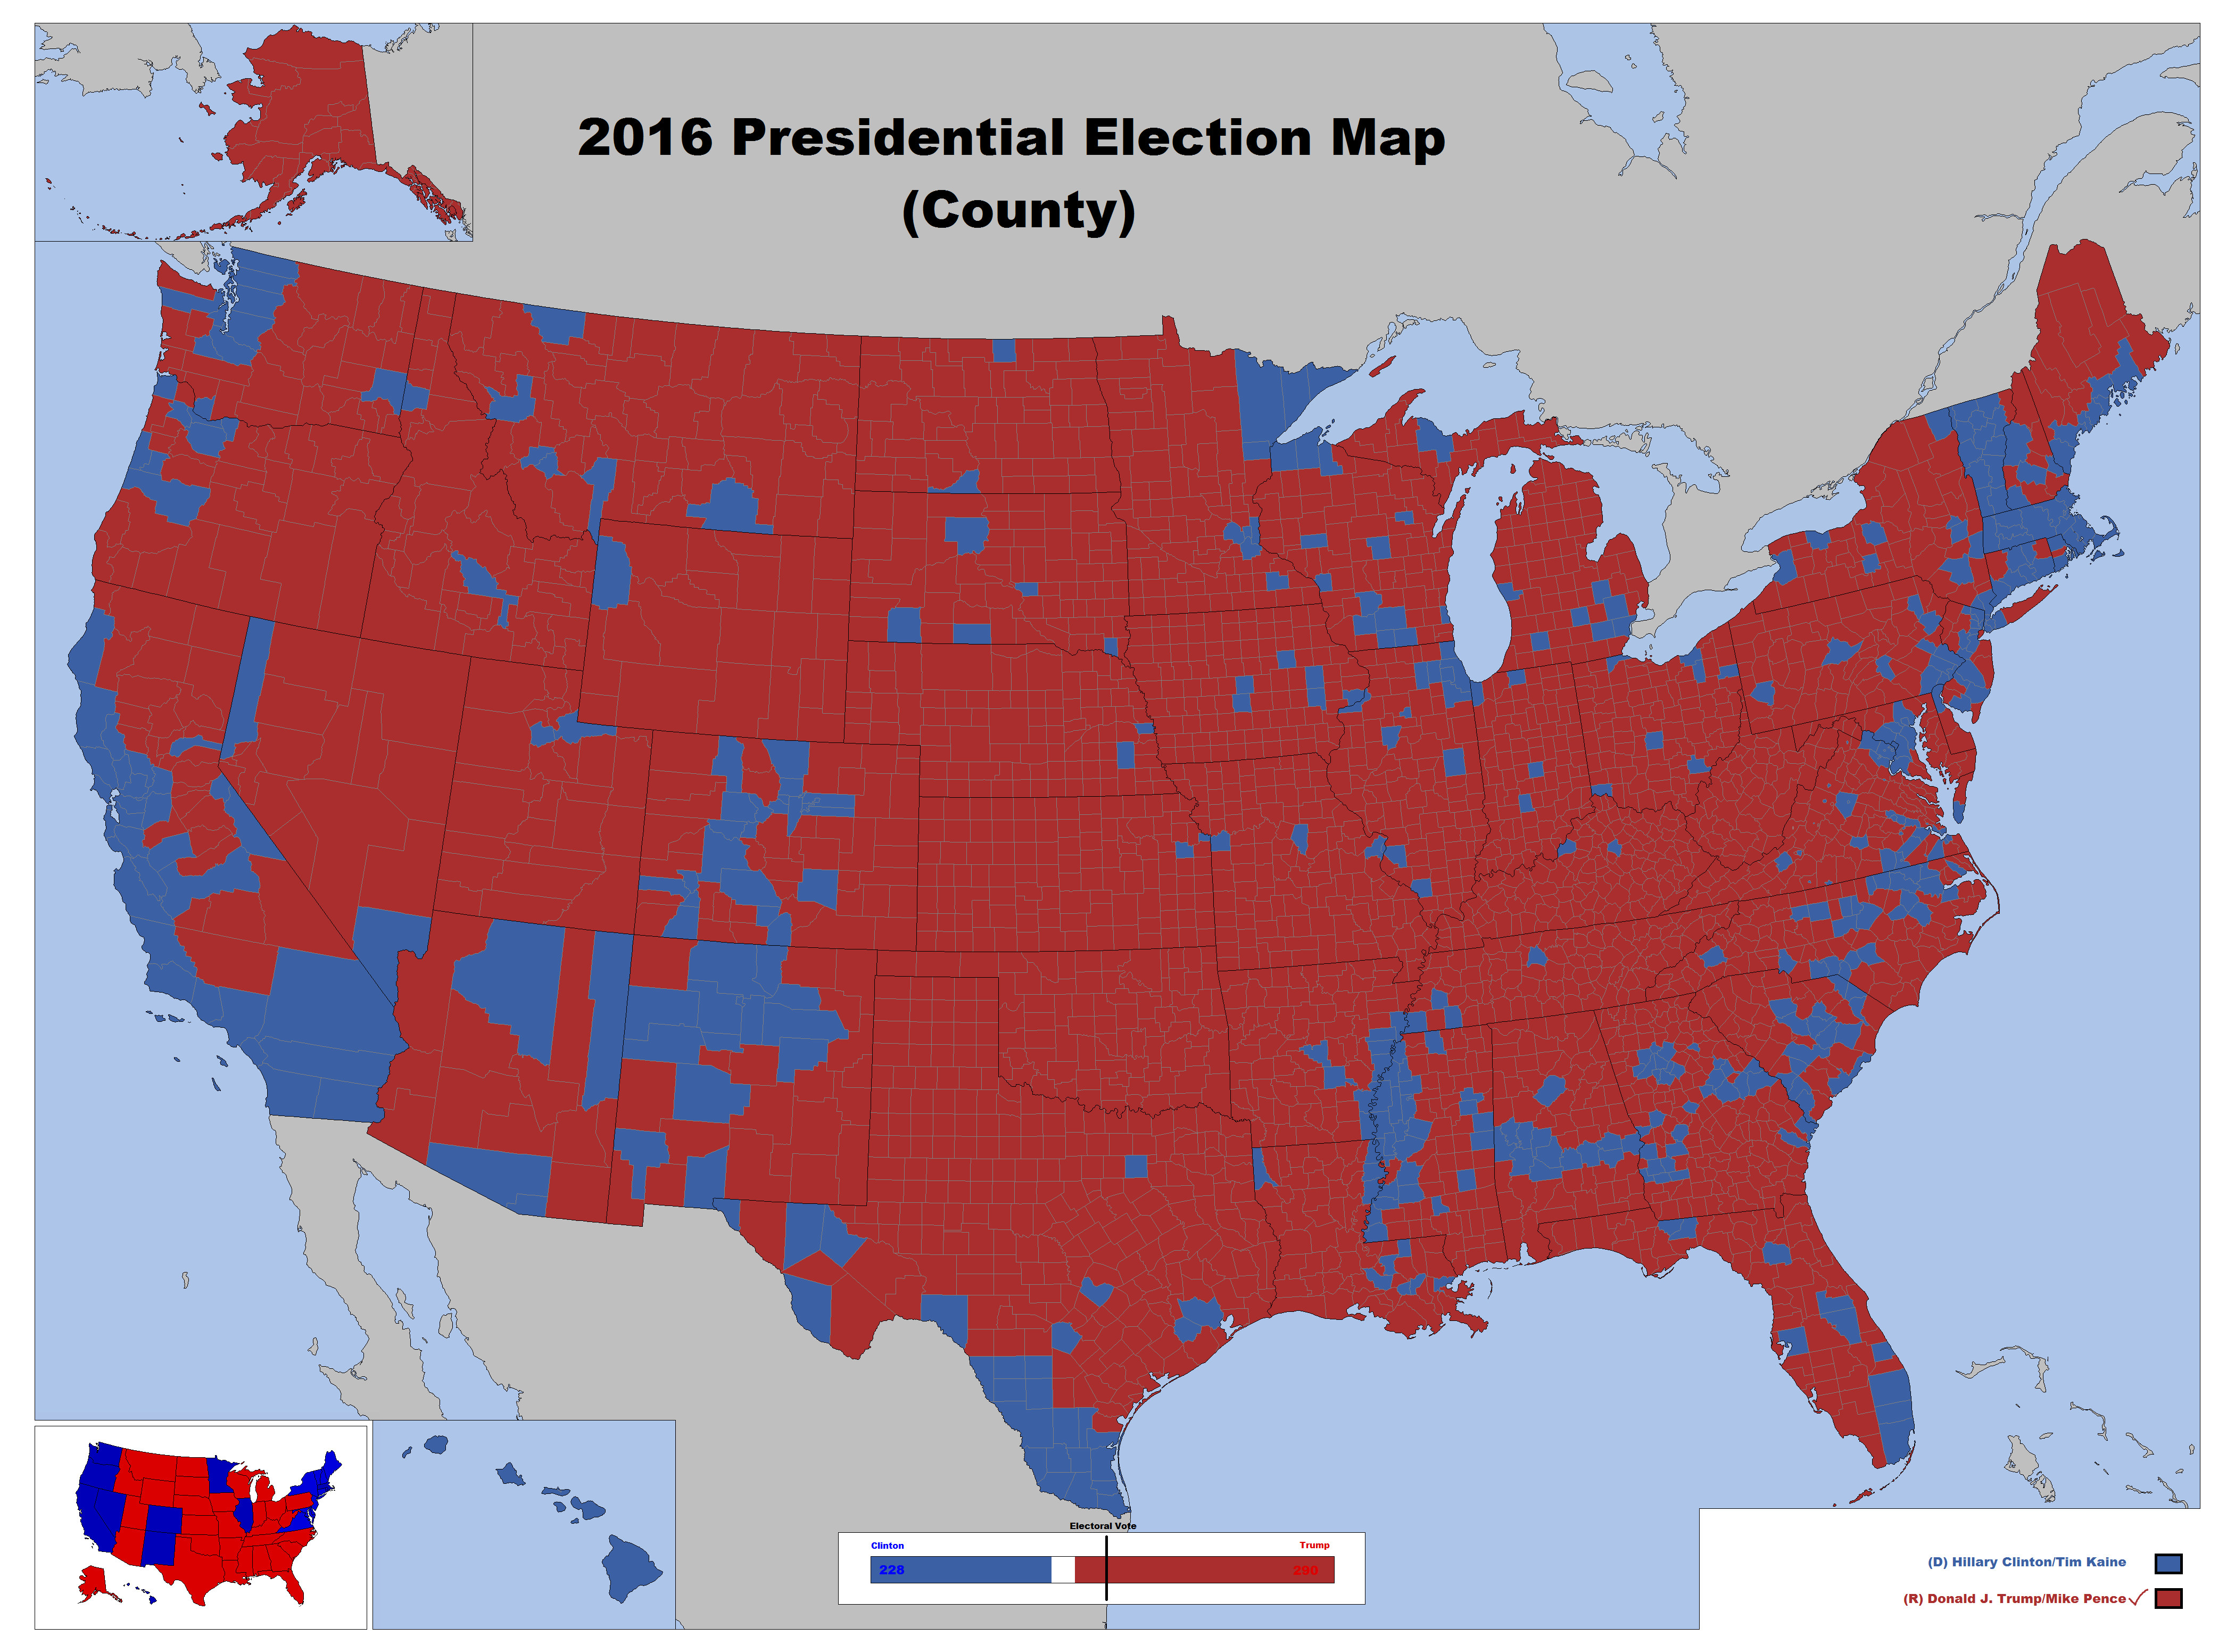 2016 Presidential Election Map
(County)
Electoral Vote
Clinton
Trump
228
290
(D) Hillary Clinton/Tim Kaine
(R) Donald J. Trump/Mike Pence